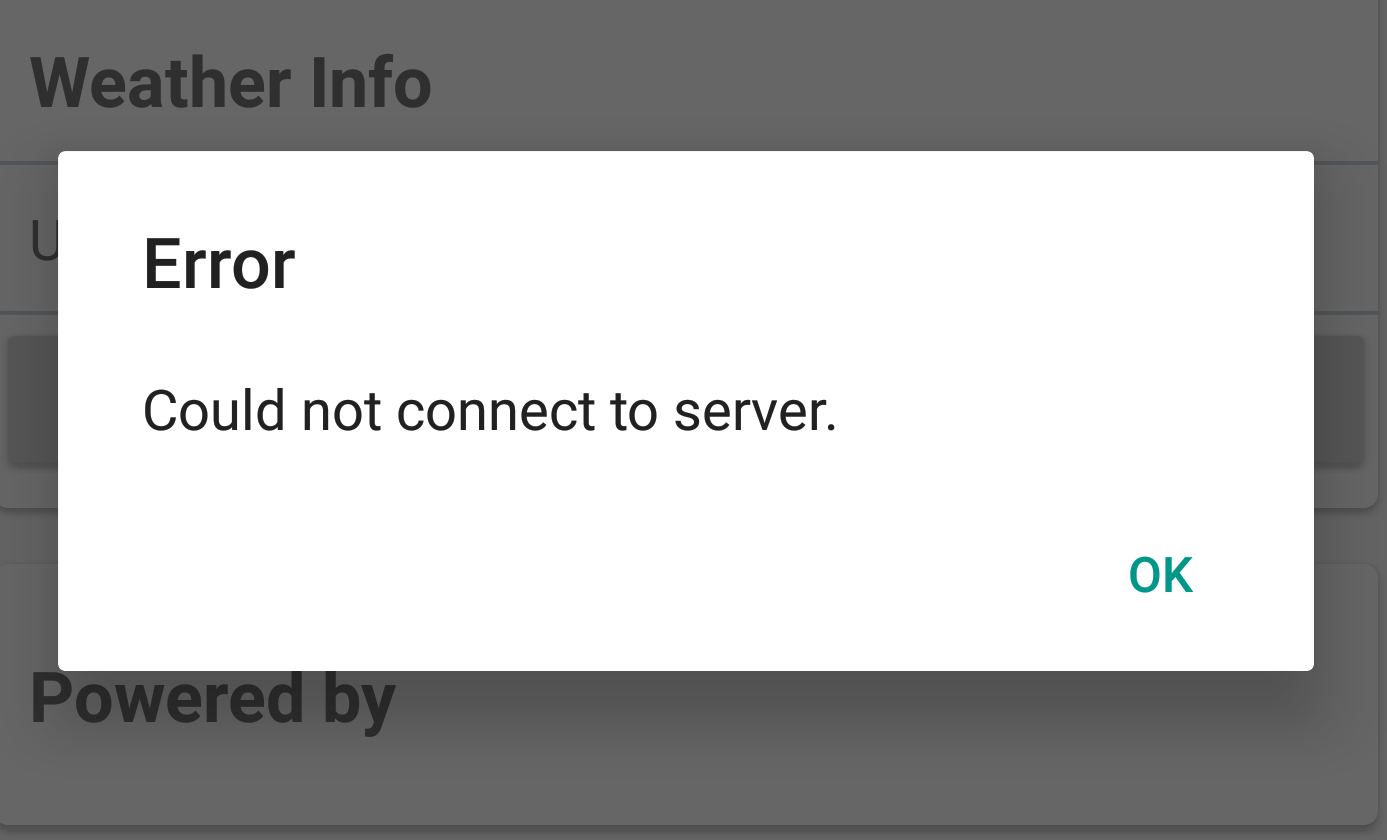 Weather Info
U
Error
Could not connect to server.
OK
Powered by